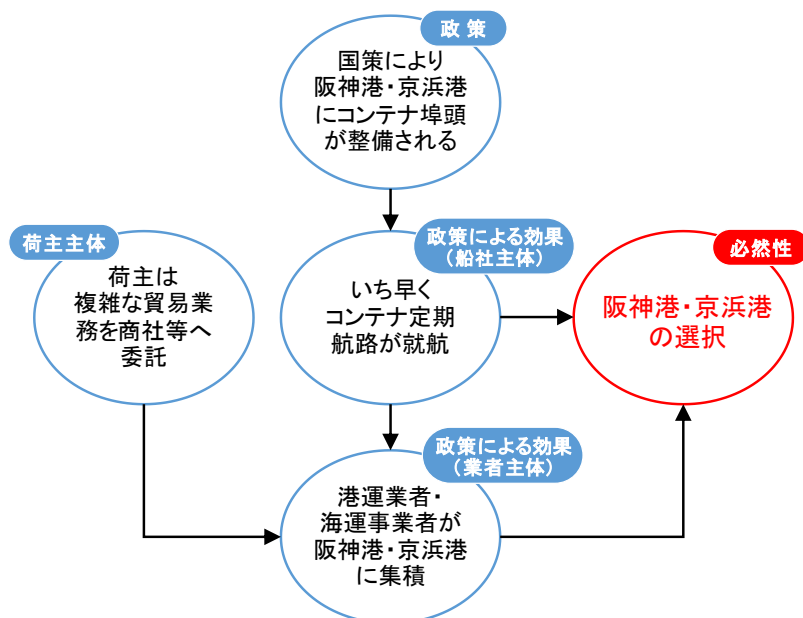 政 策
国策により
阪神港・京浜港
にコンテナ埠頭
が整備される
荷主主体
荷主は
複雑な貿易業
務を商社等へ
委託
政策による効果
（船社主体）
いち早く
コンテナ定期
航路が就航
必然性
阪神港・京浜港
の選択
政策による効果
（業者主体）
港運業者・
海運事業者が
阪神港・京浜港
に集積